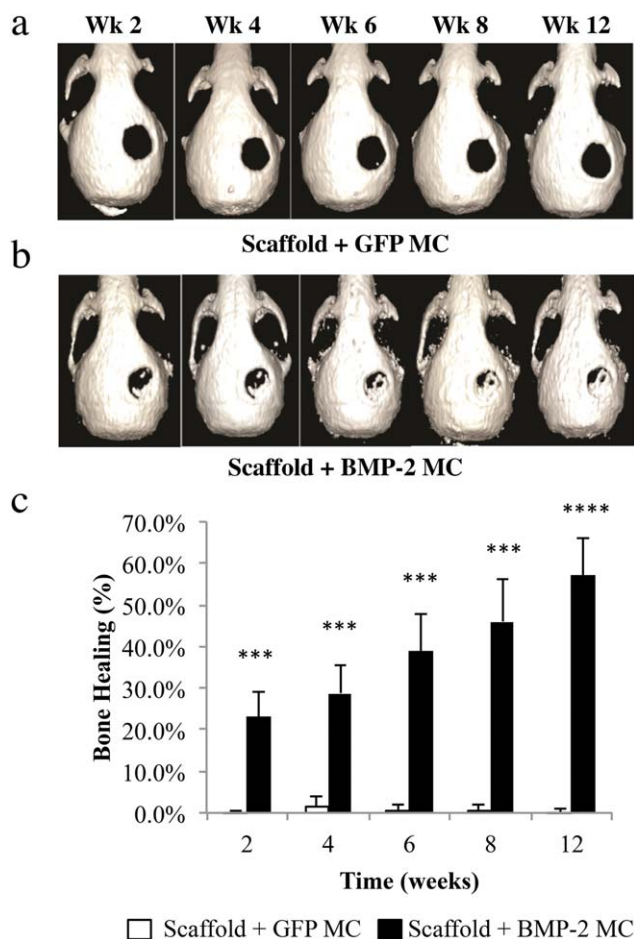 a
Wk 2 Wk 4 Wk 6 Wk 8 Wk 12
Scaffold + GFP MC
b
Scaffold + BMP-2 MC
c
Bone Healing (%)
70.0%
60.0%
50.0%
40.0%
30.0%
20.0%
10.0%
0.0%
***
***
***
***
****
2 4 6 8 12
Time (weeks)
Scaffold + GFP MC Scaffold + BMP-2 MC